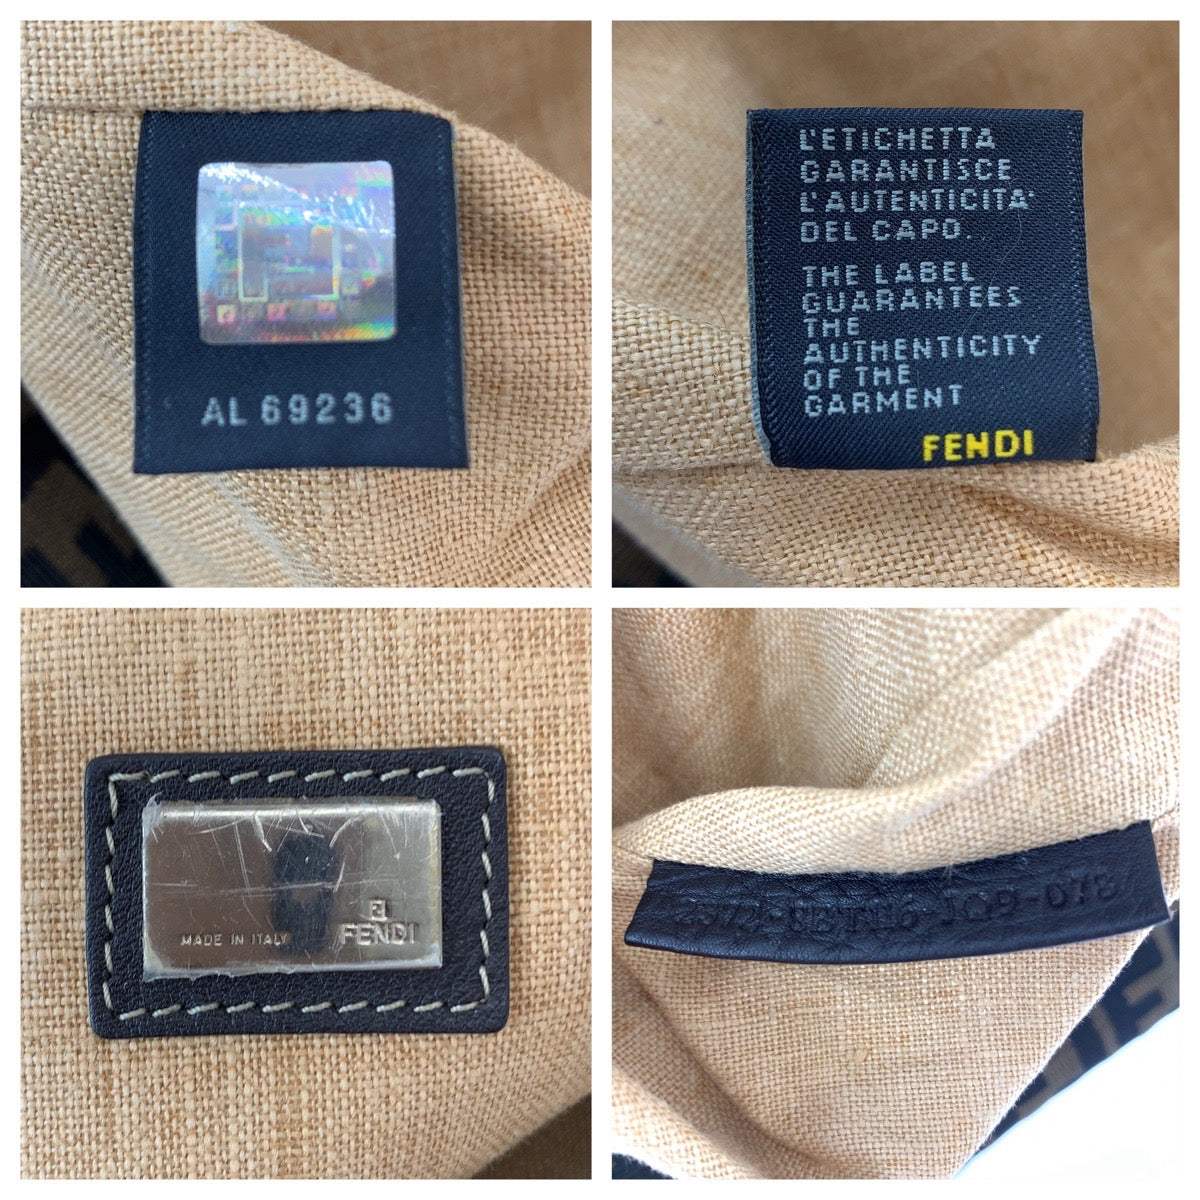 AL 69236
L'ETICHETTA
GARANTISCE
L'AUTENTICITA'
DEL CAPO.
THE LABEL
GUARANTEES
THE
AUTHENTICITY
OF THE
GARMENT
FENDI
MADE IN ITALY
FENDI